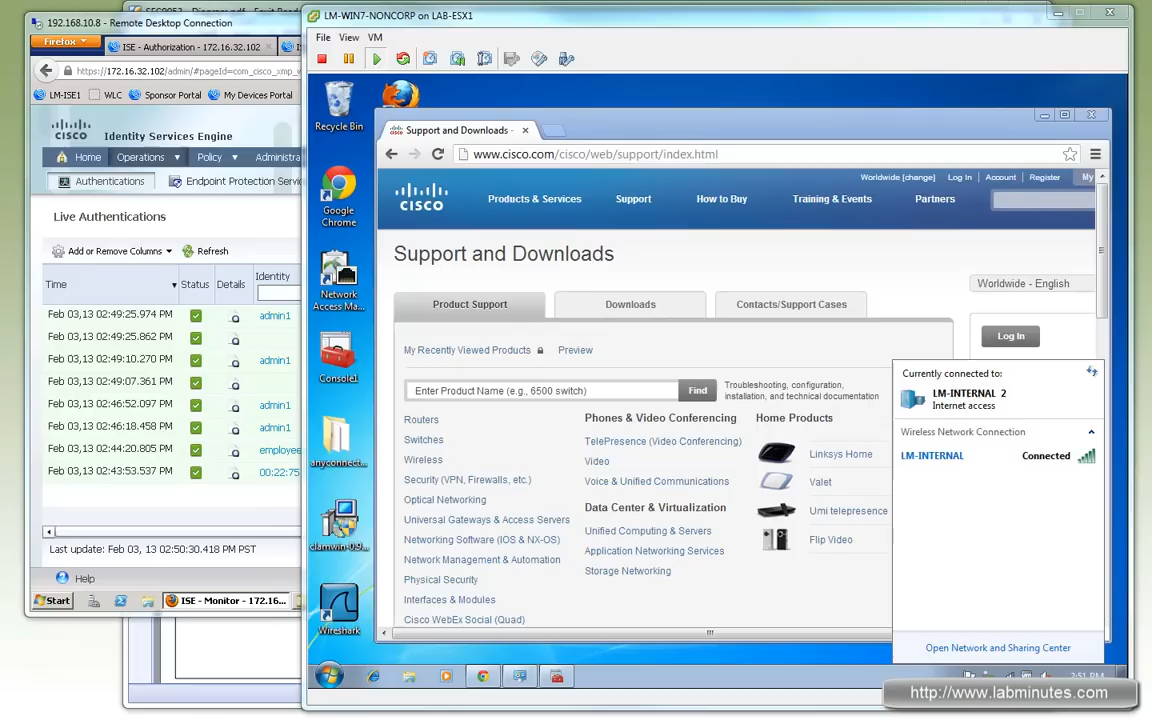 192.168.10.8 - Remote Desktop Connection
Firefox
ISE - Authorization - 172.16.32.102
https://172.16.32.102/admin/#pageId=com_cisco_xmp_w
LM-ISE1
WLC
Sponsor Portal
My Devices Portal
CISCO
Identity Services Engine
Home
Operations
Policy
Administra
Authentications
Endpoint Protection Servi
Live Authentications
Add or Remove Columns
Refresh
Time
Status
Details
Identity
Feb 03,13 02:49:25.974 PM
admin1
Feb 03,13 02:49:25.862 PM
Feb 03,13 02:49:10.270 PM
admin1
Feb 03,13 02:49:07.361 PM
Feb 03,13 02:46:52.097 PM
admin1
Feb 03,13 02:46:18.458 PM
admin1
Feb 03,13 02:44:20.805 PM
employee
Feb 03,13 02:43:53.537 PM
00:22:75
Last update: Feb 03, 13 02:50:30.418 PM PST
Help
Start
ISE - Monitor - 172.16...
LM-WIN7-NONCORP on LAB-ESX1
File View VM
Recycle Bin
Google
Chrome
Network
Access Ma...
Console1
anyconnect...
clamwin-0.9...
Wireshark
Support and Downloads -
www.cisco.com/cisco/web/support/index.html
Worldwide [change]
Log In
Account
Register
My
CISCO
Products & Services
Support
How to Buy
Training & Events
Partners
Support and Downloads
Worldwide - English
Product Support
Downloads
Contacts/Support Cases
Log In
My Recently Viewed Products
Preview
Enter Product Name (e.g., 6500 switch)
Find
Troubleshooting, configuration,
installation, and technical documentation
Routers
Switches
Wireless
Security (VPN, Firewalls, etc.)
Optical Networking
Universal Gateways & Access Servers
Networking Software (IOS & NX-OS)
Network Management & Automation
Physical Security
Interfaces & Modules
Cisco WebEx Social (Quad)
Phones & Video Conferencing
TelePresence (Video Conferencing)
Video
Voice & Unified Communications
Data Center & Virtualization
Unified Computing & Servers
Application Networking Services
Storage Networking
Home Products
Linksys Home
Valet
Umi telepresence
Flip Video
Currently connected to:
LM-INTERNAL 2
Internet access
Wireless Network Connection
LM-INTERNAL
Connected
Open Network and Sharing Center
2:51 PM
http://www.labminutes.com